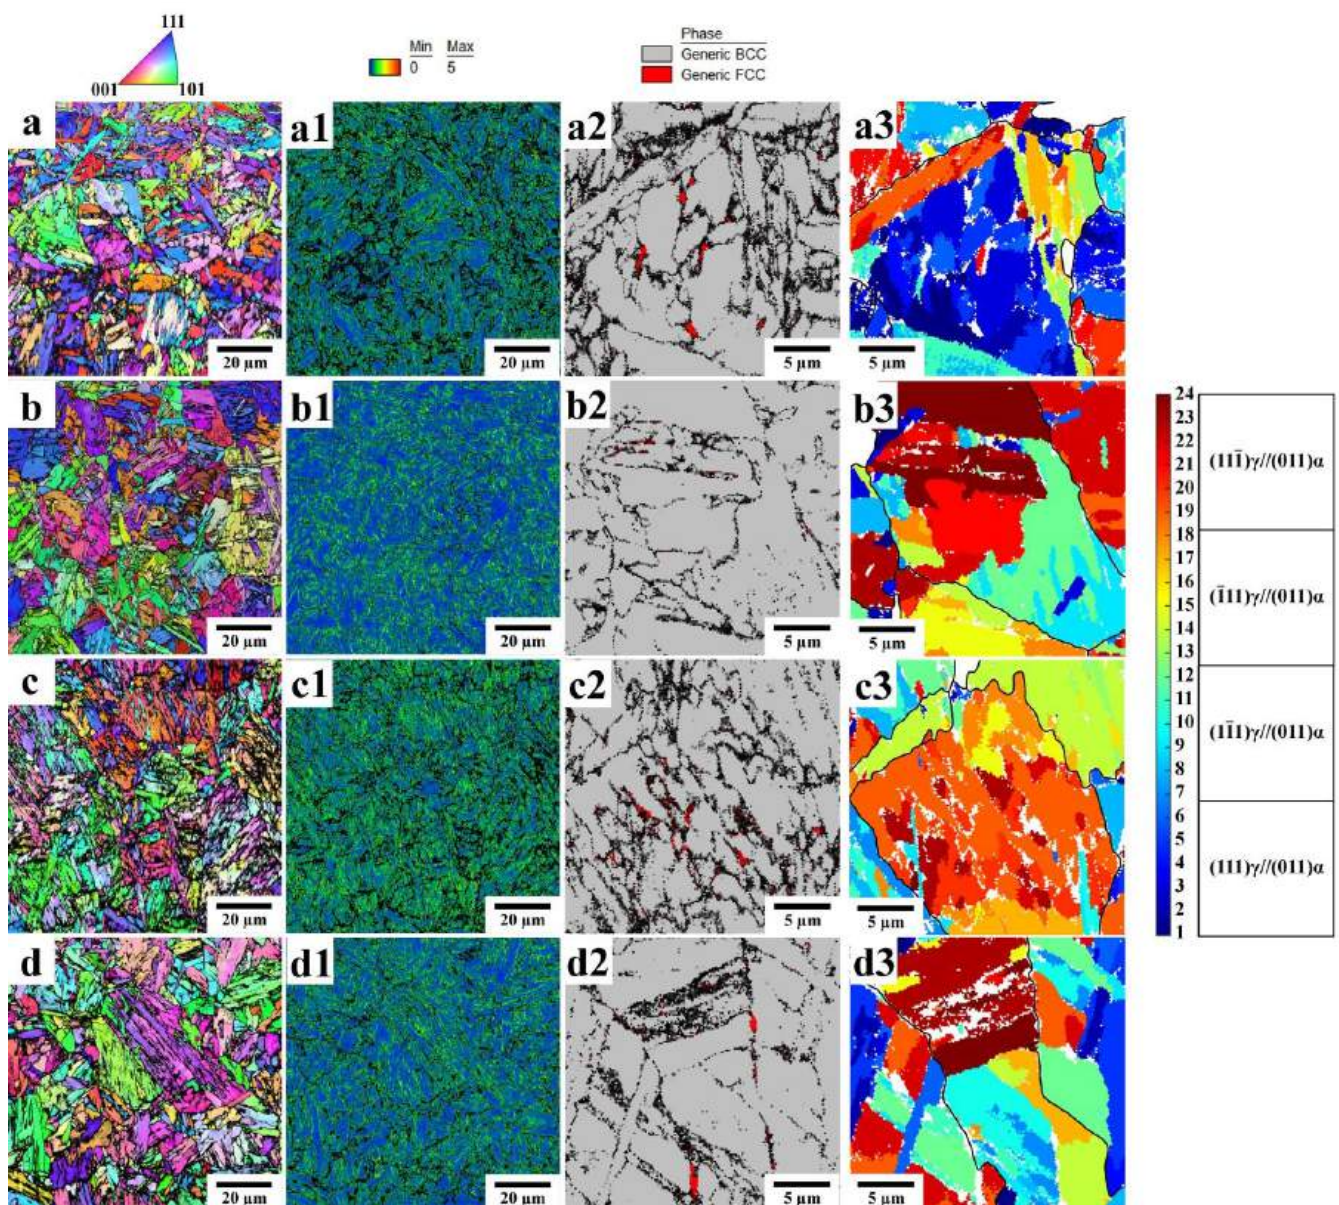 111
001 101
Min Max
0 5
Phase
Generic BCC
Generic FCC
a
20 µm
a1
20 µm
a2
5 µm
a3
5 µm
b
20 µm
b1
20 µm
b2
5 µm
b3
5 µm
c
20 µm
c1
20 µm
c2
5 µm
c3
5 µm
d
20 µm
d1
20 µm
d2
5 µm
d3
5 µm
24
23
22
21
20
19
18
17
16
15
14
13
12
11
10
9
8
7
6
5
4
3
2
1
(111̄)γ//(011)α
(1̄11)γ//(011)α
(11̄1)γ//(011)α
(111)γ//(011)α